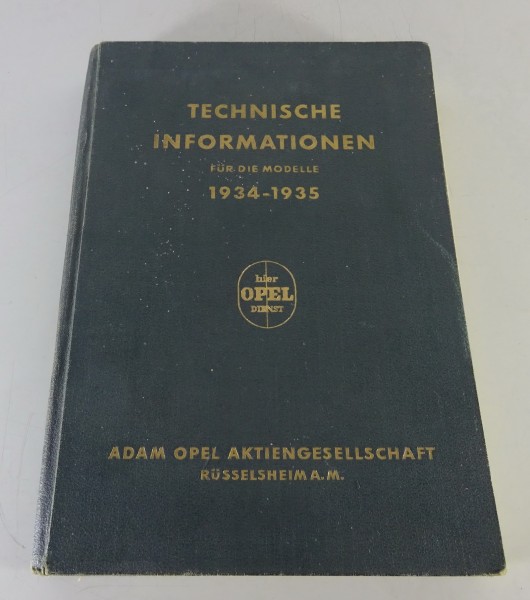 TECHNISCHE
INFORMATIONEN
FÜR DIE MODELLE
1934-1935
hier
OPEL
DIENST
ADAM OPEL AKTIENGESELLSCHAFT
RÜSSELSHEIM A.M.